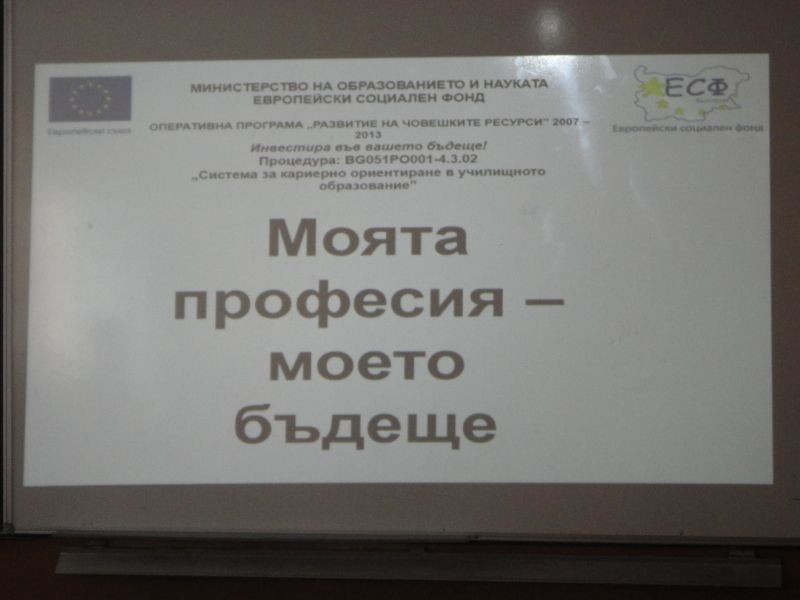 МИНИСТЕРСТВО НА ОБРАЗОВАНИЕТО И НАУКАТА
ЕВРОПЕЙСКИ СОЦИАЛЕН ФОНД
ОПЕРАТИВНА ПРОГРАМА „РАЗВИТИЕ НА ЧОВЕШКИТЕ РЕСУРСИ" 2007 –
2013
Инвестира във вашето бъдеще!
Процедура: BG051PO001-4.3.02
„Система за кариерно ориентиране в училищното
образование"
Европейски съюз
ЕСФ
Европейски социален фонд
Моята
професия –
моето
бъдеще